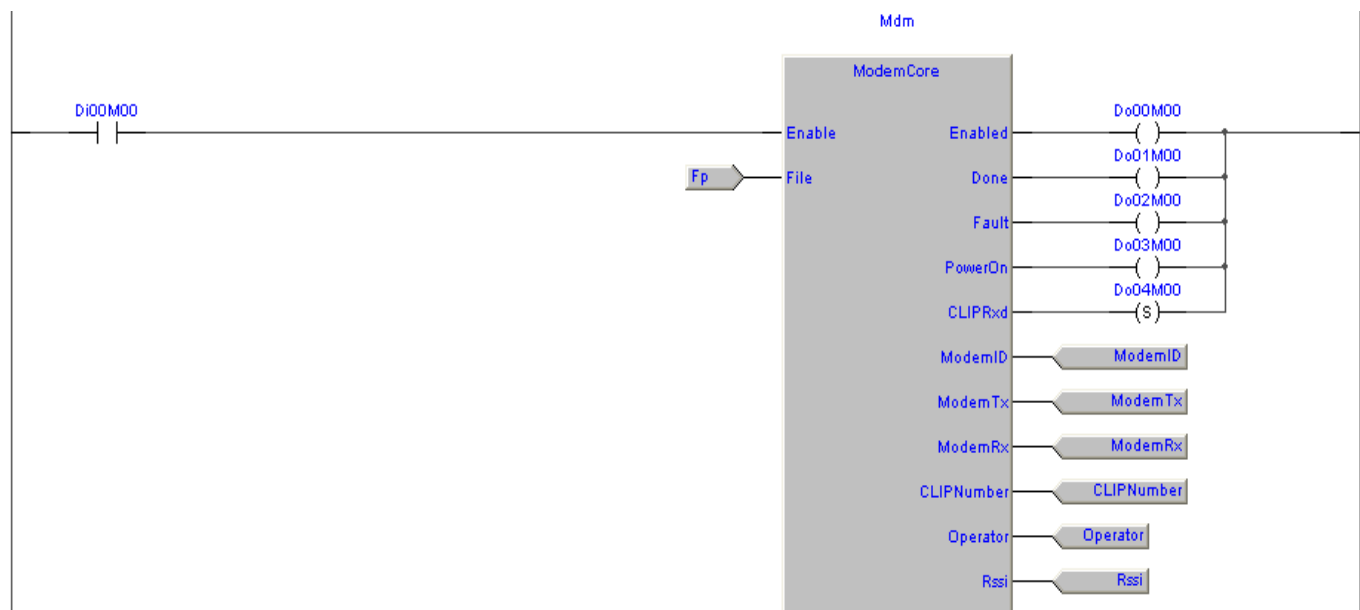 Mdm
ModemCore
Di00M00
Do00M00
Enable Enabled
Do01M00
Fp File Done
Do02M00
Fault
Do03M00
PowerOn
Do04M00
CLIPRxd (S)
ModemID ModemID
ModemTx ModemTx
ModemRx ModemRx
CLIPNumber CLIPNumber
Operator Operator
Rssi Rssi